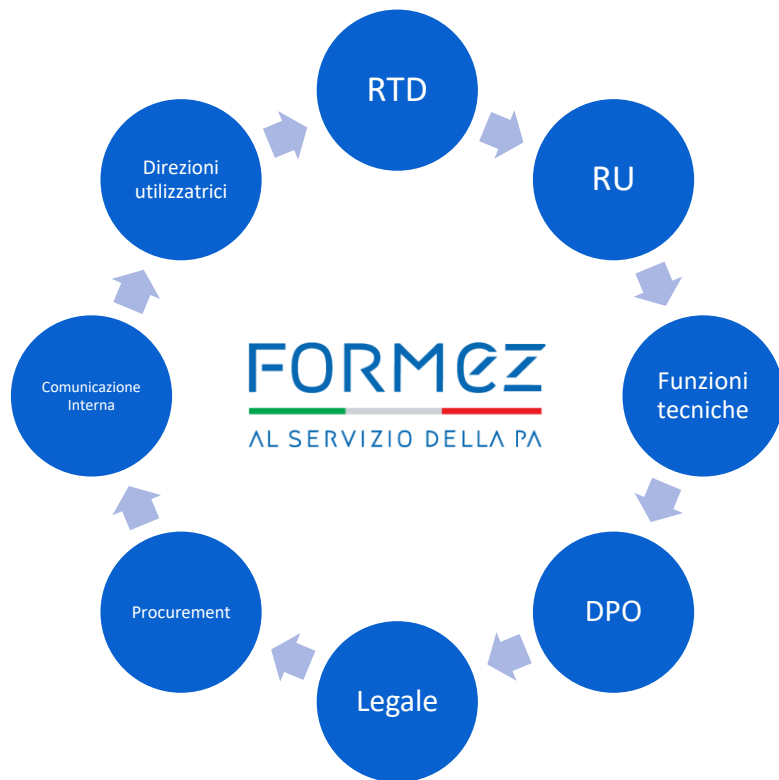 RTD
RU
Funzioni
tecniche
DPO
Legale
Procurement
Comunicazione
Interna
Direzioni
utilizzatrici
FORMEZ
AL SERVIZIO DELLA PA